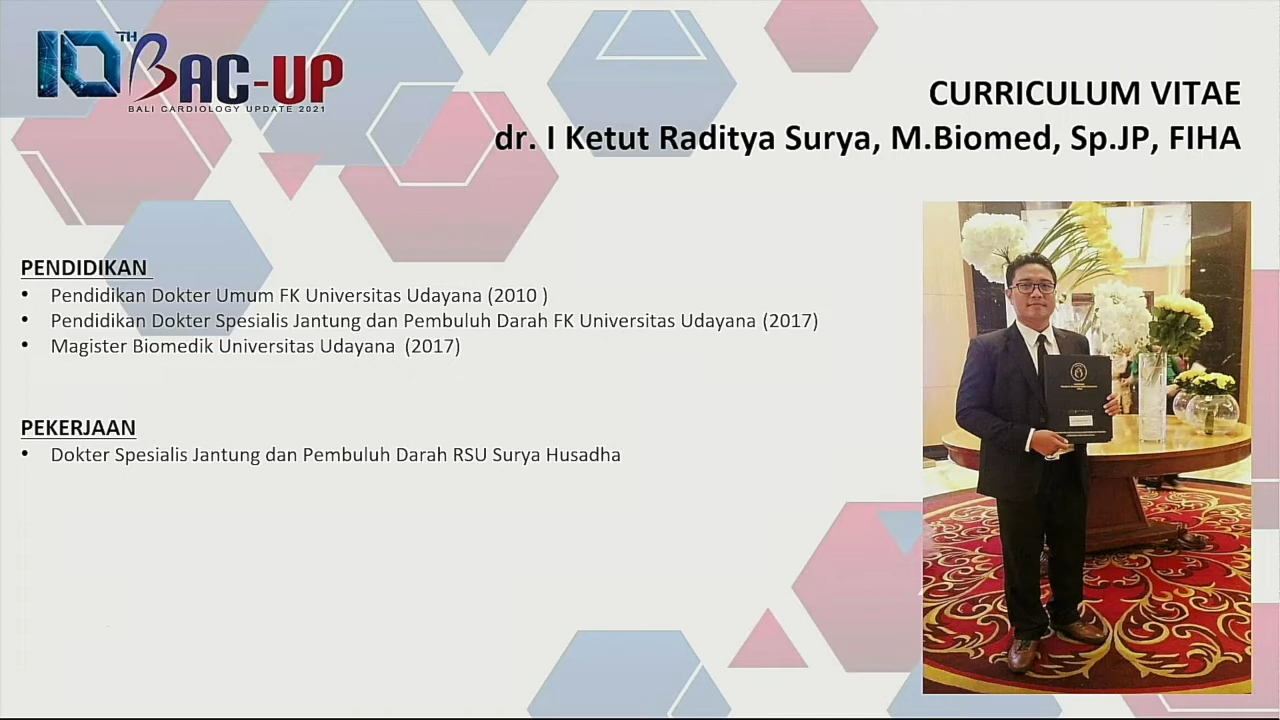 10TH BAC-UP
BALI CARDIOLOGY UPDATE 2021
CURRICULUM VITAE
dr. I Ketut Raditya Surya, M.Biomed, Sp.JP, FIHA
PENDIDIKAN
• Pendidikan Dokter Umum FK Universitas Udayana (2010 )
• Pendidikan Dokter Spesialis Jantung dan Pembuluh Darah FK Universitas Udayana (2017)
• Magister Biomedik Universitas Udayana (2017)
PEKERJAAN
• Dokter Spesialis Jantung dan Pembuluh Darah RSU Surya Husadha